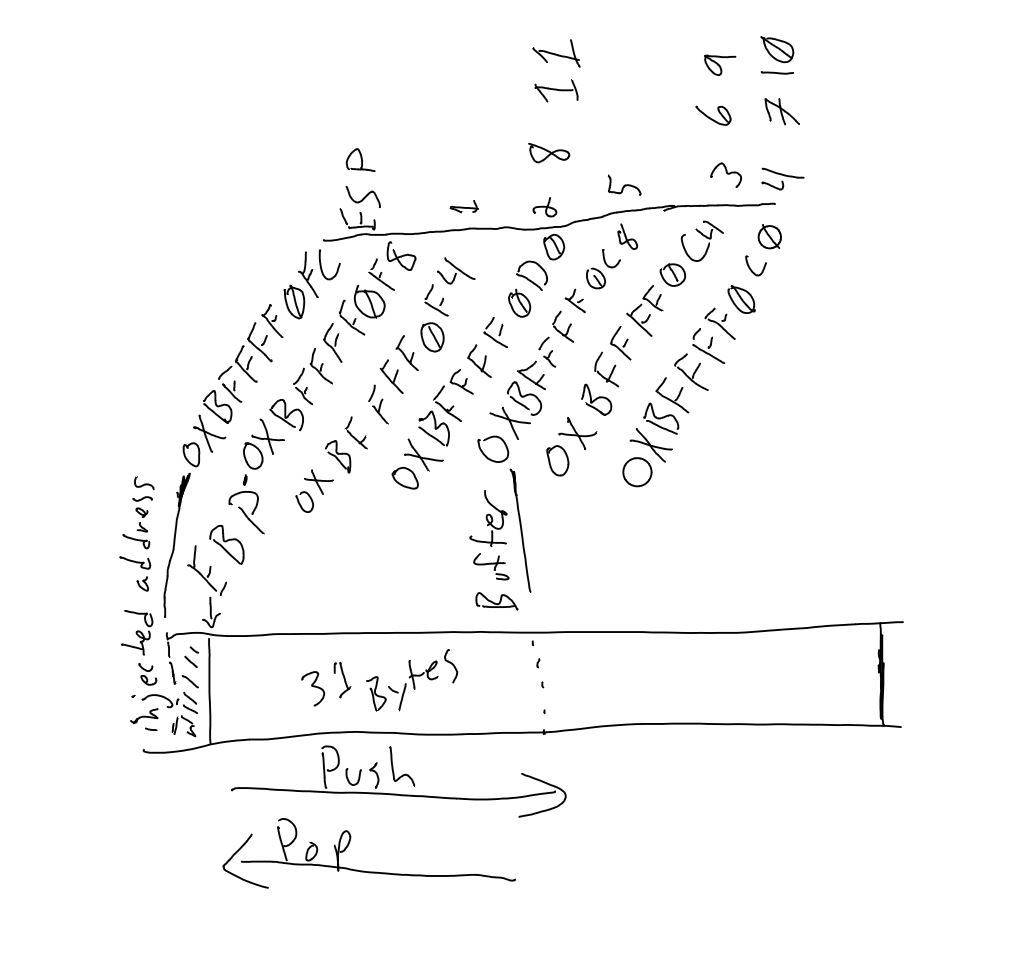 ESP
1
2 8 11
5
3 6 9
4 7 10
0XBFFFF0FC
EBP-0XBFFFF0F8
0XBFFFF0F4
0XBFFFF0D0
0XBFFFF0C8
0XBFFFF0C4
0XBFFFF0C0
injected address
Buffer
31 Bytes
Push
Pop